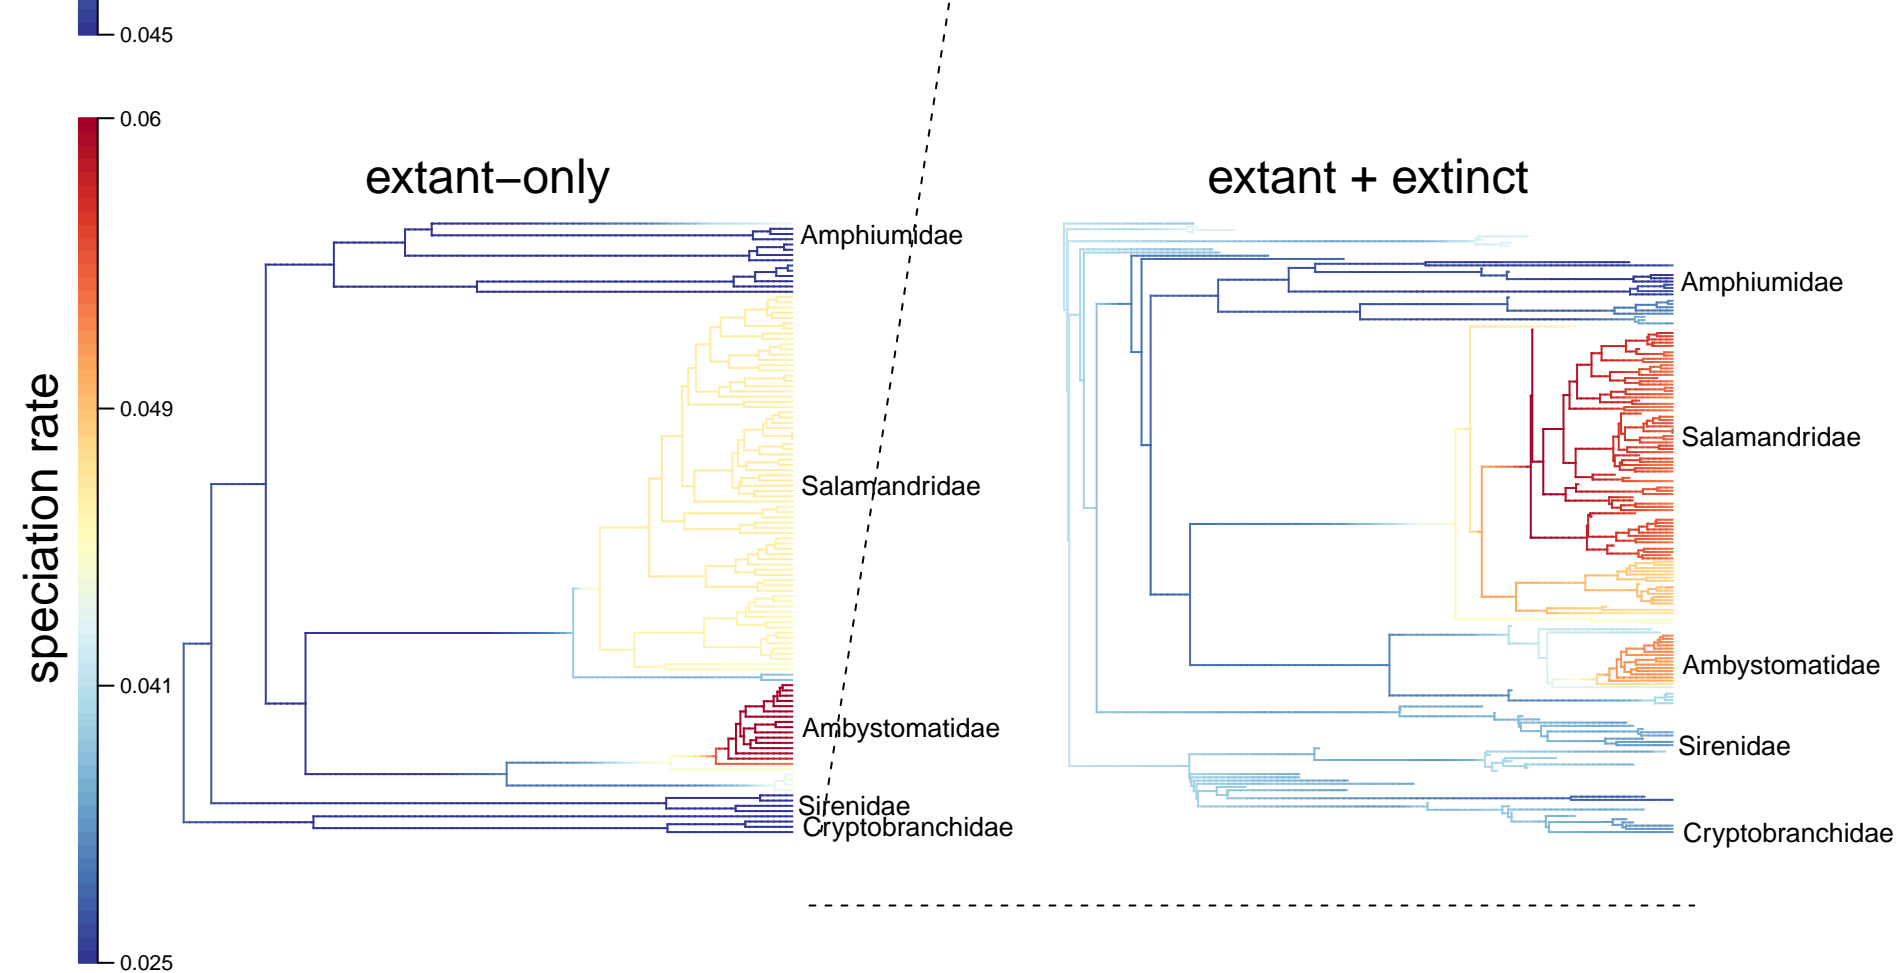 0.045
0.06
extant–only
extant + extinct
Amphiumidae
Amphiumidae
speciation rate
0.049
Salamandridae
Salamandridae
0.041
Ambystomatidae
Ambystomatidae
Sirenidae
Sirenidae
Cryptobranchidae
Cryptobranchidae
0.025